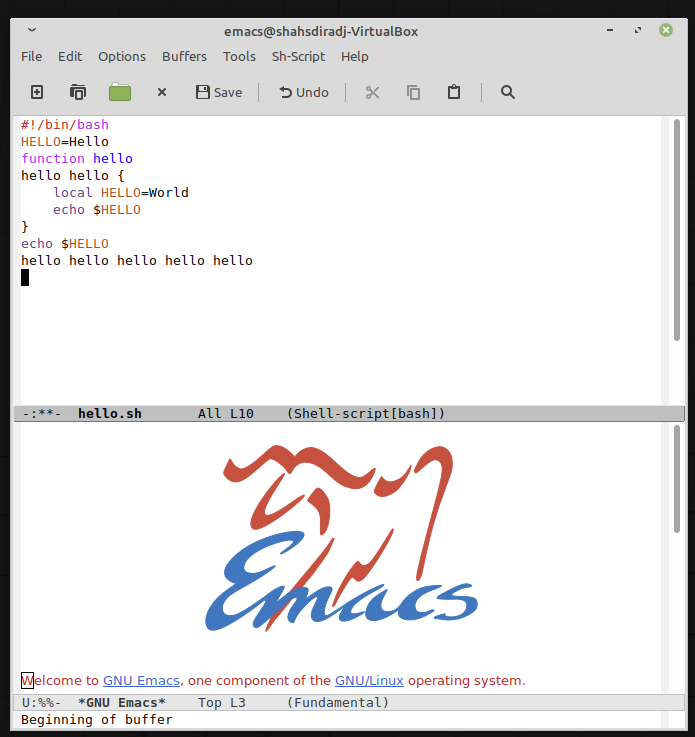 emacs@shahsdiradj-VirtualBox
File Edit Options Buffers Tools Sh-Script Help
Save Undo
#!/bin/bash
HELLO=Hello
function hello
hello hello {
    local HELLO=World
    echo $HELLO
}
echo $HELLO
hello hello hello hello hello
-:**-  hello.sh       All L10    (Shell-script[bash])
Emacs
Welcome to GNU Emacs, one component of the GNU/Linux operating system.
U:%%-  *GNU Emacs*    Top L3     (Fundamental)
Beginning of buffer